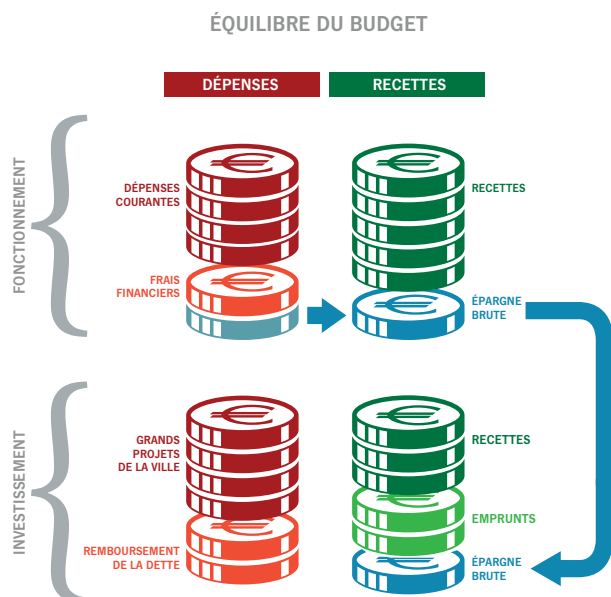 ÉQUILIBRE DU BUDGET
DÉPENSES
RECETTES
FONCTIONNEMENT
DÉPENSES
COURANTES
RECETTES
FRAIS
FINANCIERS
ÉPARGNE
BRUTE
INVESTISSEMENT
GRANDS
PROJETS
DE LA VILLE
RECETTES
EMPRUNTS
REMBOURSEMENT
DE LA DETTE
ÉPARGNE
BRUTE